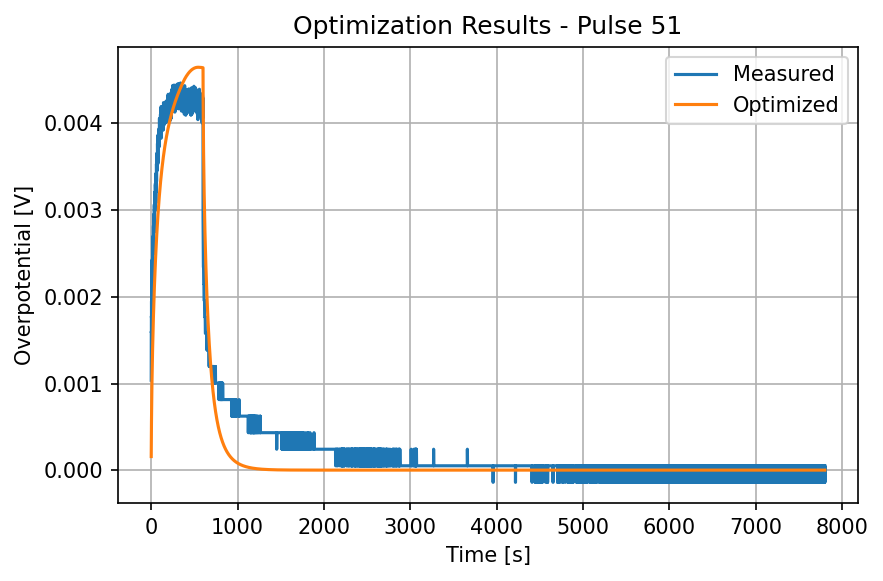 Optimization Results - Pulse 51
Measured
Optimized
Overpotential [V]
0.004
0.003
0.002
0.001
0.000
0 1000 2000 3000 4000 5000 6000 7000 8000
Time [s]